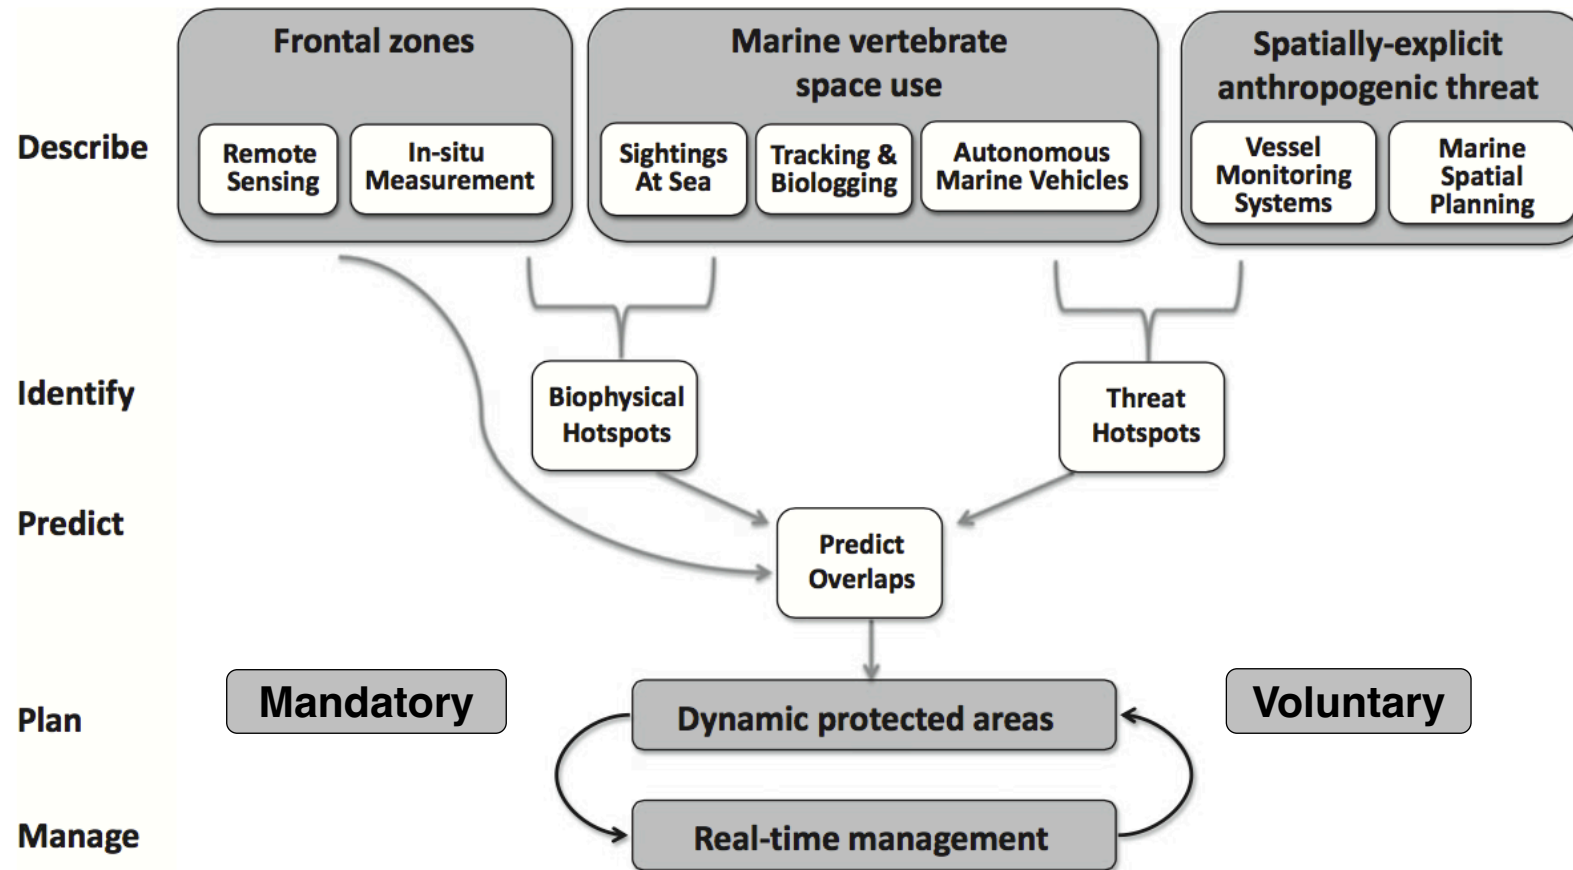 Frontal zones
Marine vertebrate
space use
Spatially-explicit
anthropogenic threat
Describe
Remote
Sensing
In-situ
Measurement
Sightings
At Sea
Tracking &
Biologging
Autonomous
Marine Vehicles
Vessel
Monitoring
Systems
Marine
Spatial
Planning
Identify
Biophysical
Hotspots
Threat
Hotspots
Predict
Predict
Overlaps
Plan
Mandatory
Dynamic protected areas
Voluntary
Manage
Real-time management